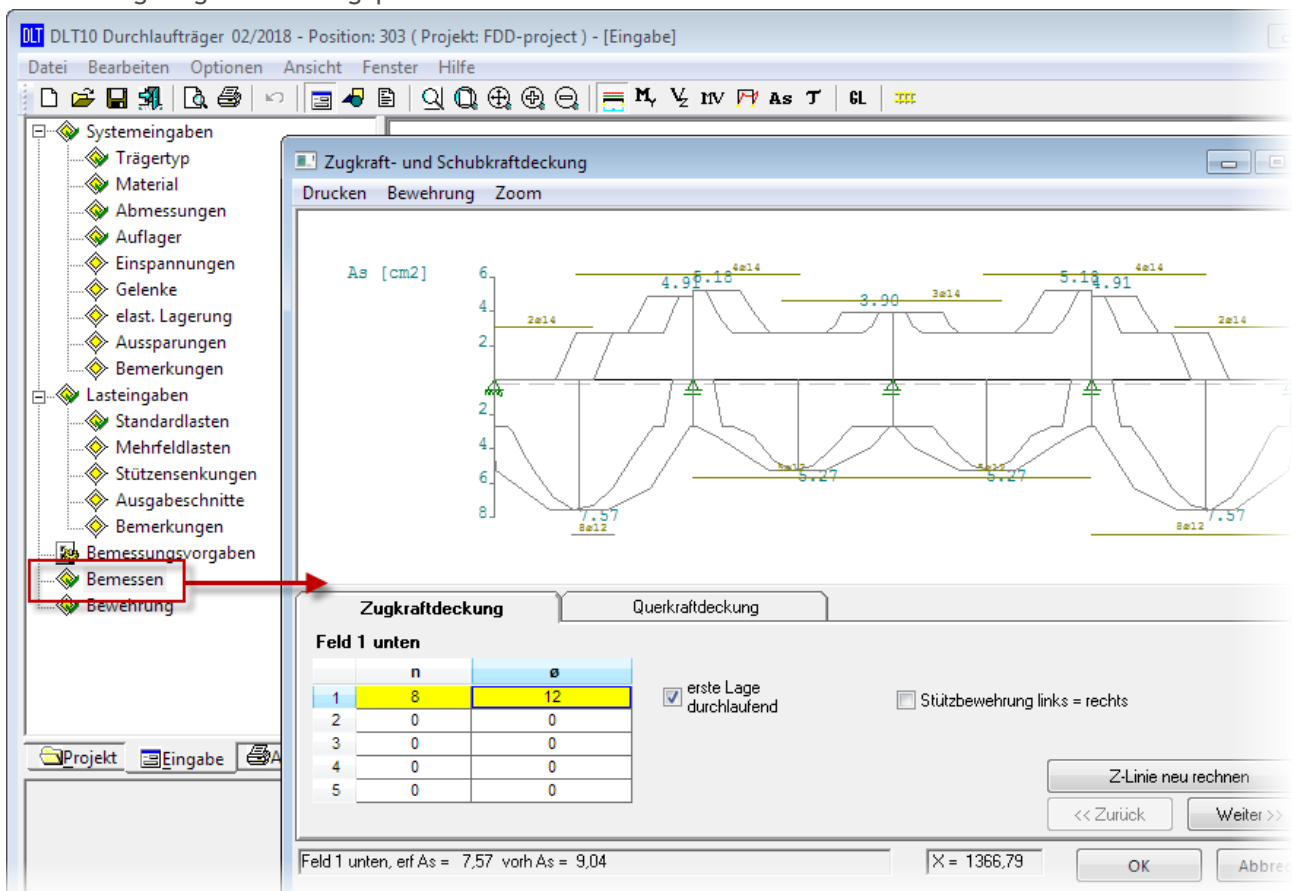 DLT DLT10 Durchlaufträger 02/2018 - Position: 303 ( Projekt: FDD-project ) - [Eingabe]
Datei Bearbeiten Optionen Ansicht Fenster Hilfe
As GL
Systemeingaben
Trägertyp
Material
Abmessungen
Auflager
Einspannungen
Gelenke
elast. Lagerung
Aussparungen
Bemerkungen
Lasteingaben
Standardlasten
Mehrfeldlasten
Stützensenkungen
Ausgabeschnitte
Bemerkungen
Bemessungsvorgaben
Bemessen
Bewehrung
Projekt Eingabe
Zugkraft- und Schubkraftdeckung
Drucken Bewehrung Zoom
As [cm2]
6
4
2
2
4
6
8
4ø14 4ø14
4.91 5.18 5.18 4.91
3.90 3ø14
2ø14 2ø14
5ø12 5ø12
5.27 5.27
7.57 7.57
8ø12 8ø12
Zugkraftdeckung Querkraftdeckung
Feld 1 unten
n ø
1 8 12
2 0 0
3 0 0
4 0 0
5 0 0
erste Lage
durchlaufend
Stützbewehrung links = rechts
Z-Linie neu rechnen
<< Zurück Weiter >>
Feld 1 unten, erf As = 7,57 vorh As = 9,04 X = 1366,79 OK Abbre